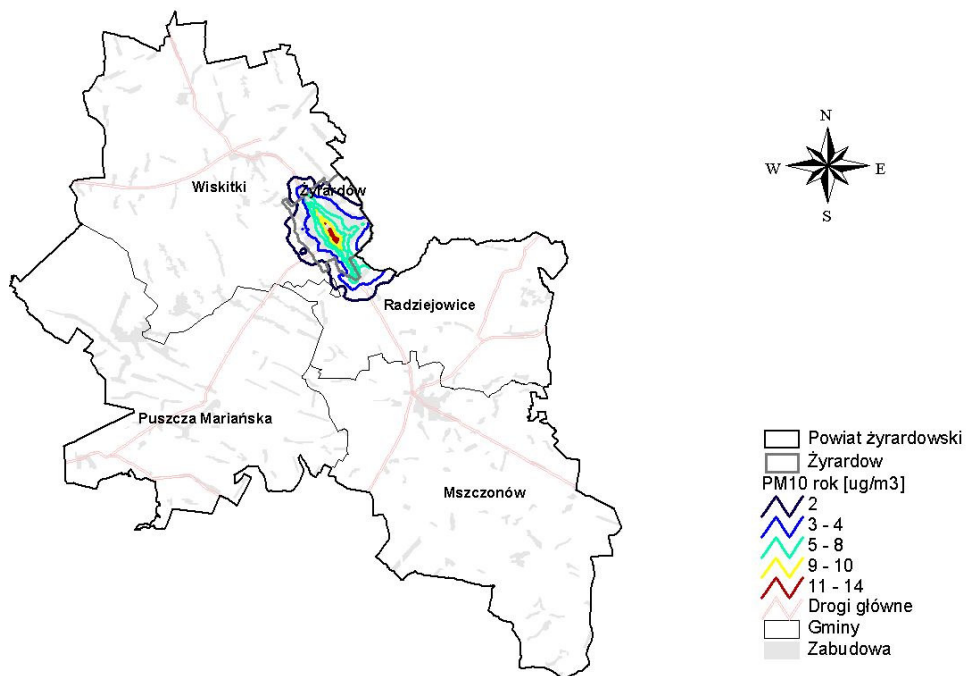 N
W
E
S
Wiskitki
Żyrardów
Radziejowice
Puszcza Mariańska
Mszczonów
Powiat żyrardowski
Żyrardow
PM10 rok [ug/m3]
2
3 - 4
5 - 8
9 - 10
11 - 14
Drogi główne
Gminy
Zabudowa